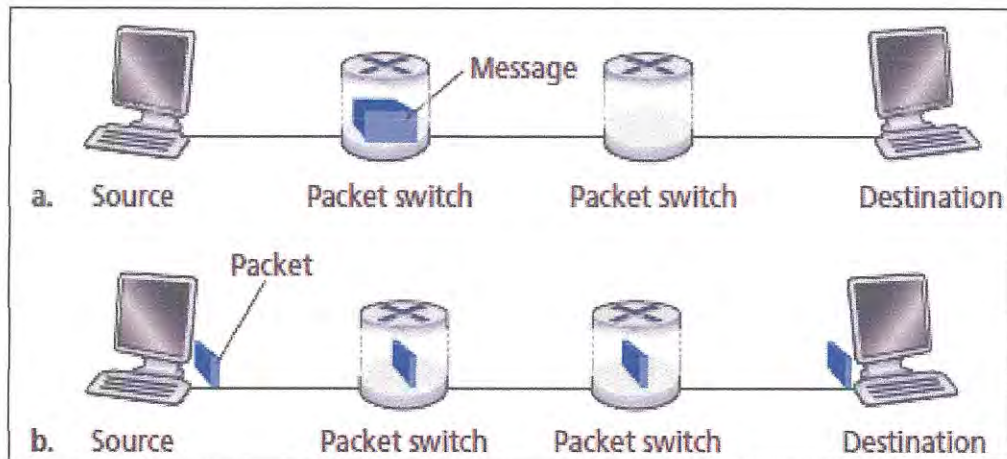 Message
a. Source Packet switch Packet switch Destination
Packet
b. Source Packet switch Packet switch Destination